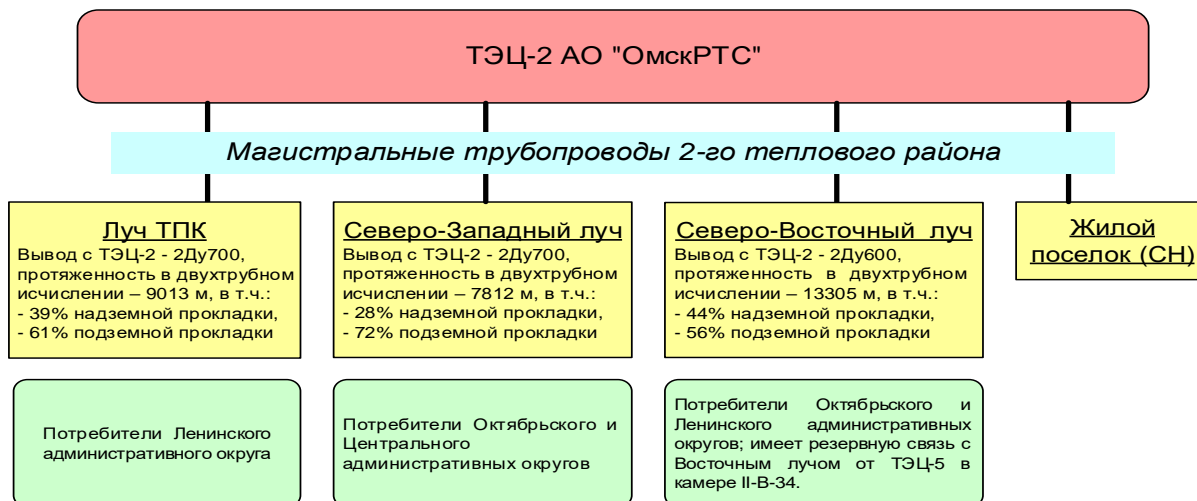 ТЭЦ-2 АО "ОмскРТС"
Магистральные трубопроводы 2-го теплового района
Луч ТПК
Вывод с ТЭЦ-2 - 2Ду700,
протяженность в двухтрубном
исчислении – 9013 м, в т.ч.:
- 39% надземной прокладки,
- 61% подземной прокладки
Северо-Западный луч
Вывод с ТЭЦ-2 - 2Ду700,
протяженность в двухтрубном
исчислении – 7812 м, в т.ч.:
- 28% надземной прокладки,
- 72% подземной прокладки
Северо-Восточный луч
Вывод с ТЭЦ-2 - 2Ду600,
протяженность в двухтрубном
исчислении – 13305 м, в т.ч.:
- 44% надземной прокладки,
- 56% подземной прокладки
Жилой
поселок (СН)
Потребители Ленинского
административного округа
Потребители Октябрьского и
Центрального
административных округов
Потребители Октябрьского и
Ленинского административных
округов; имеет резервную связь с
Восточным лучом от ТЭЦ-5 в
камере II-В-34.